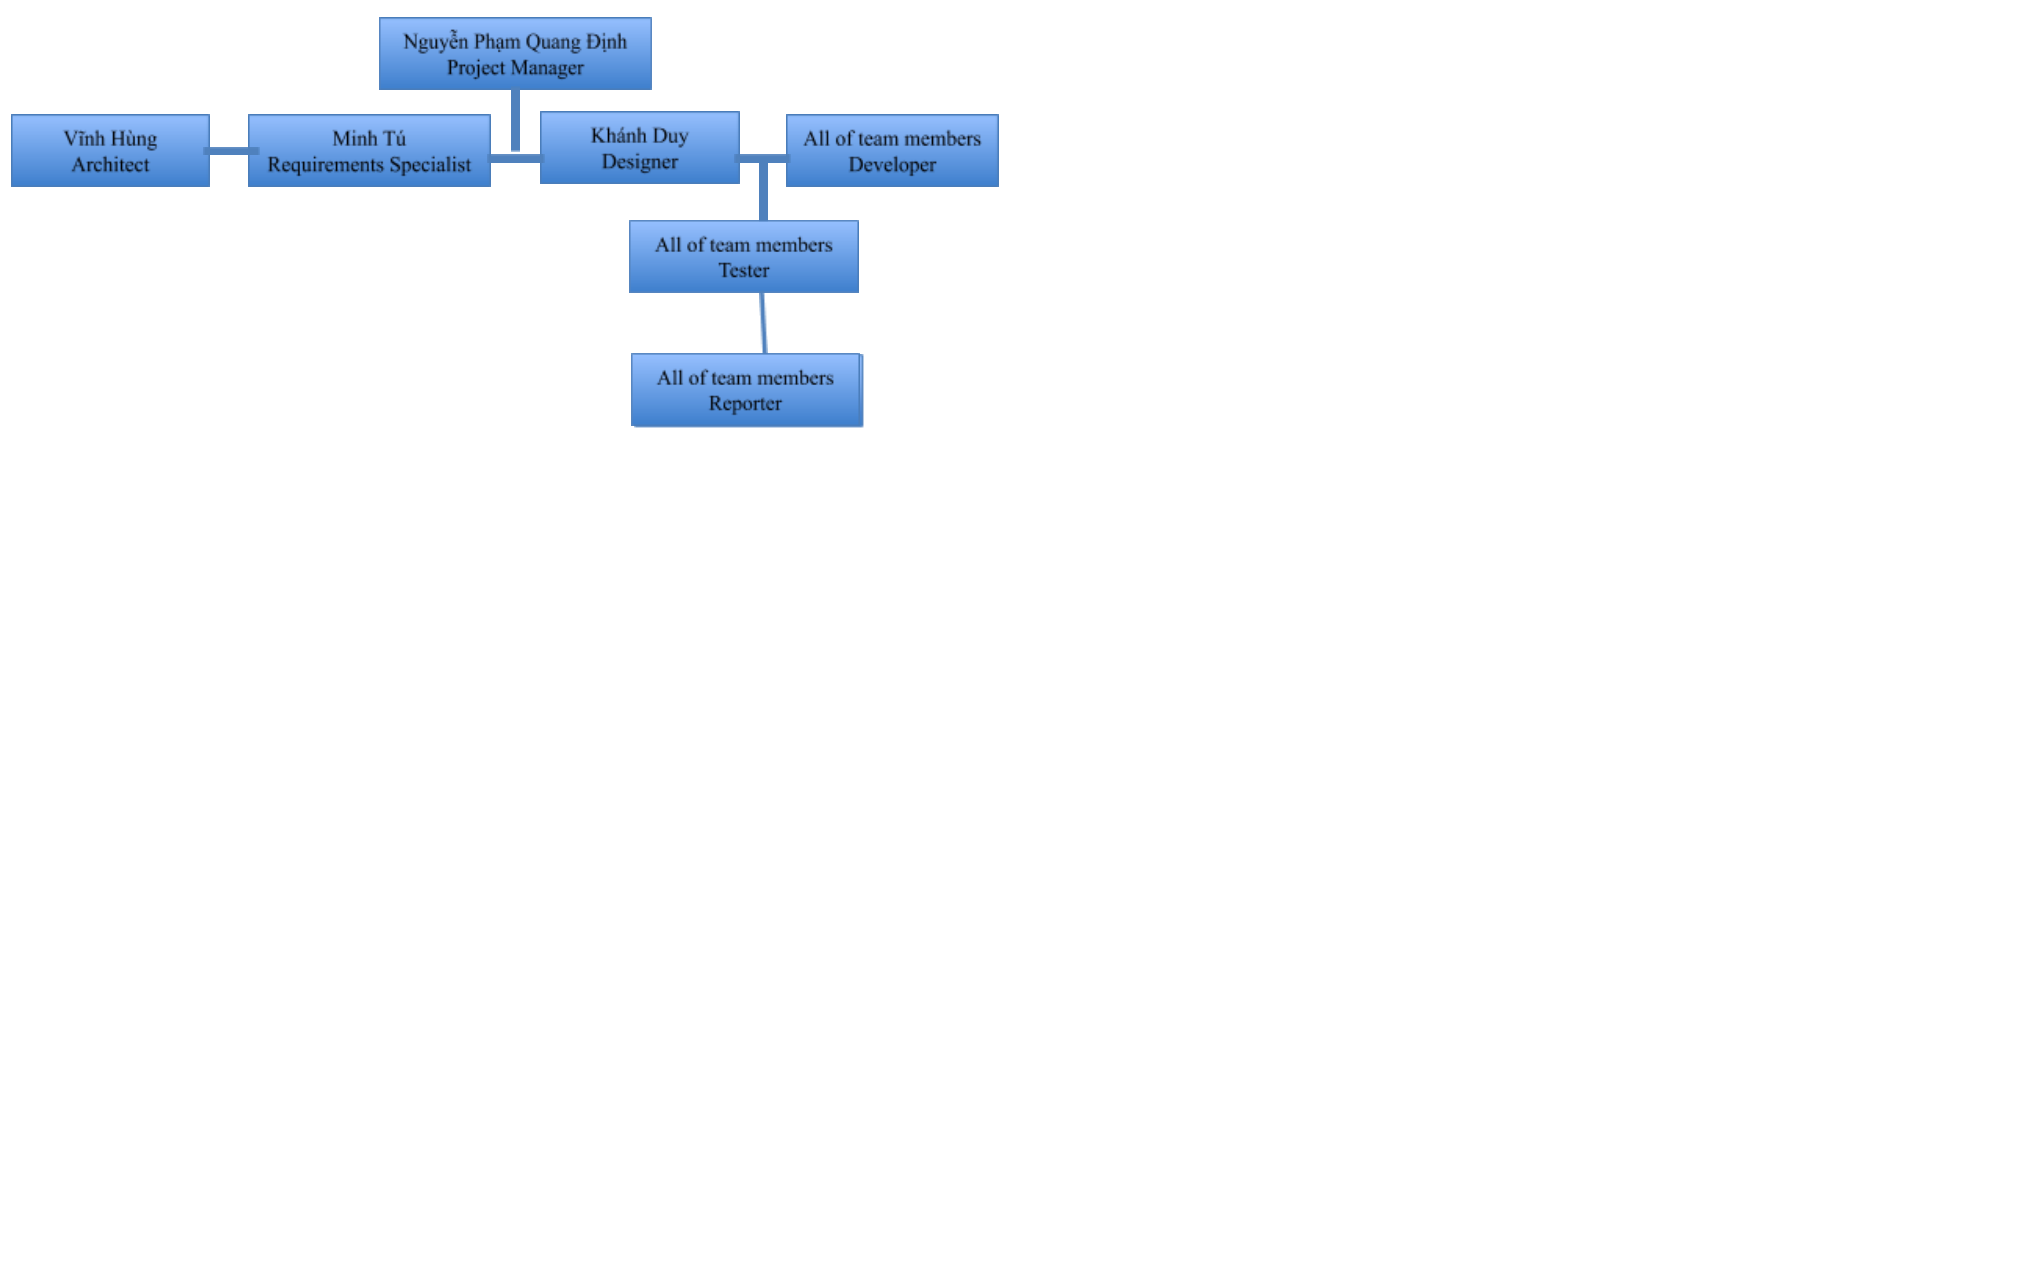 Nguyễn Phạm Quang Định
Project Manager
Vĩnh Hùng
Architect
Minh Tú
Requirements Specialist
Khánh Duy
Designer
All of team members
Developer
All of team members
Tester
All of team members
Reporter